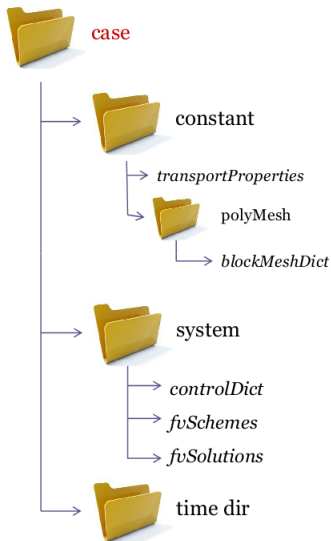 case
constant
transportProperties
polyMesh
blockMeshDict
system
controlDict
fvSchemes
fvSolutions
time dir